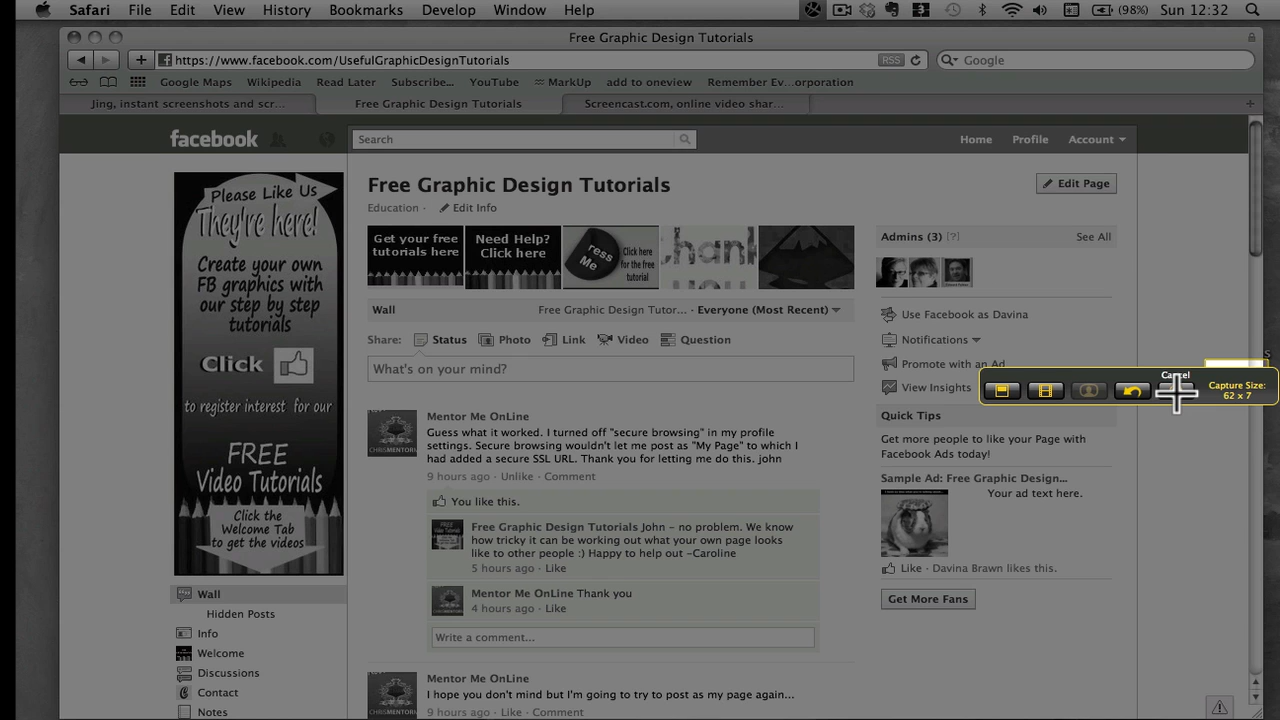 Safari File Edit View History Bookmarks Develop Window Help
3 (98%) Sun 12:32
Free Graphic Design Tutorials
https://www.facebook.com/UsefulGraphicDesignTutorials RSS Google
Google Maps Wikipedia Read Later Subscribe... YouTube MarkUp add to oneview Remember Ev...orporation
Jing, instant screenshots and scr... Free Graphic Design Tutorials Screencast.com, online video shar...
facebook Search Home Profile Account
Please Like Us
They're here!
Create your own
FB graphics with
our step by step
tutorials
Click
to register interest for our
FREE
Video Tutorials
Click the
Welcome Tab
to get the videos
Wall
Hidden Posts
Info
Welcome
Discussions
Contact
Notes
Free Graphic Design Tutorials
Education · Edit Info
Edit Page
Get your free
tutorials here
Need Help?
Click here
ress
Me
Click here
for the free
tutorial
Thank
you
Wall Free Graphic Design Tutor... · Everyone (Most Recent)
Share: Status Photo Link Video Question
What's on your mind?
Mentor Me OnLine
Guess what it worked. I turned off "secure browsing" in my profile
settings. Secure browsing wouldn't let me post as "My Page" to which I
had added a secure SSL URL. Thank you for letting me do this. john
9 hours ago · Unlike · Comment
You like this.
Free Graphic Design Tutorials John - no problem. We know
how tricky it can be working out what your own page looks
like to other people :) Happy to help out -Caroline
5 hours ago · Like
Mentor Me OnLine Thank you
4 hours ago · Like
Write a comment...
Mentor Me OnLine
I hope you don't mind but I'm going to try to post as my page again...
9 hours ago · Like · Comment
Admins (3) [?] See All
Use Facebook as Davina
Notifications
Promote with an Ad
View Insights
Cancel
Capture Size:
62 x 7
Quick Tips
Get more people to like your Page with
Facebook Ads today!
Sample Ad: Free Graphic Design...
Your ad text here.
Like · Davina Brawn likes this.
Get More Fans